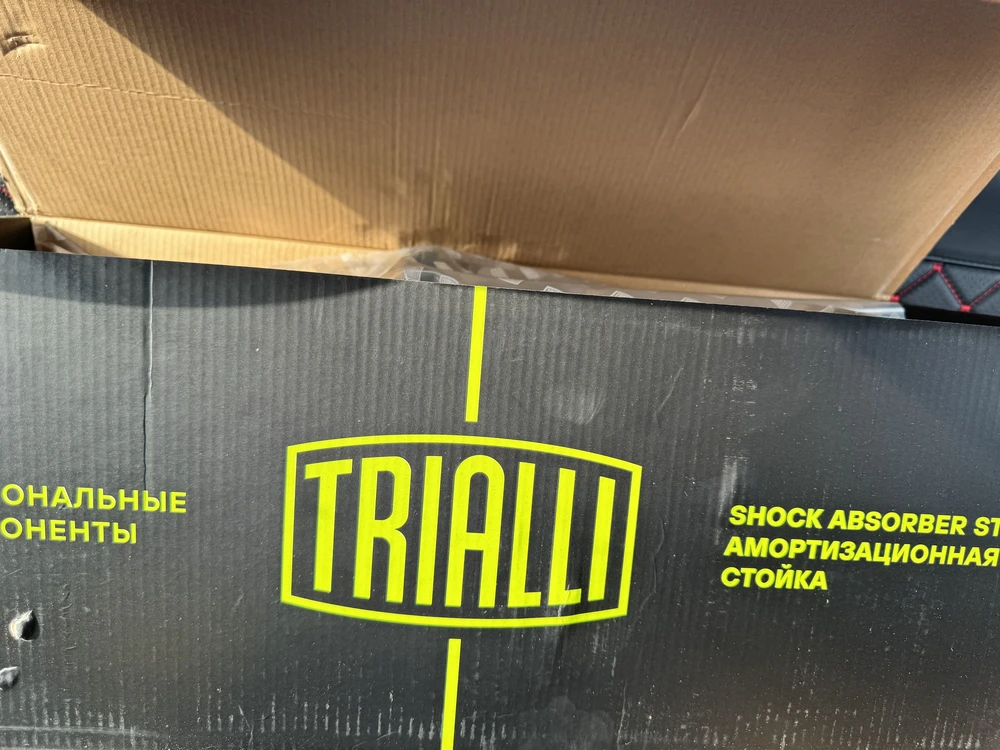 ОНАЛЬНЫЕ
ОНЕНТЫ
TRIALLI
SHOCK ABSORBER ST
АМОРТИЗАЦИОННАЯ
СТОЙКА